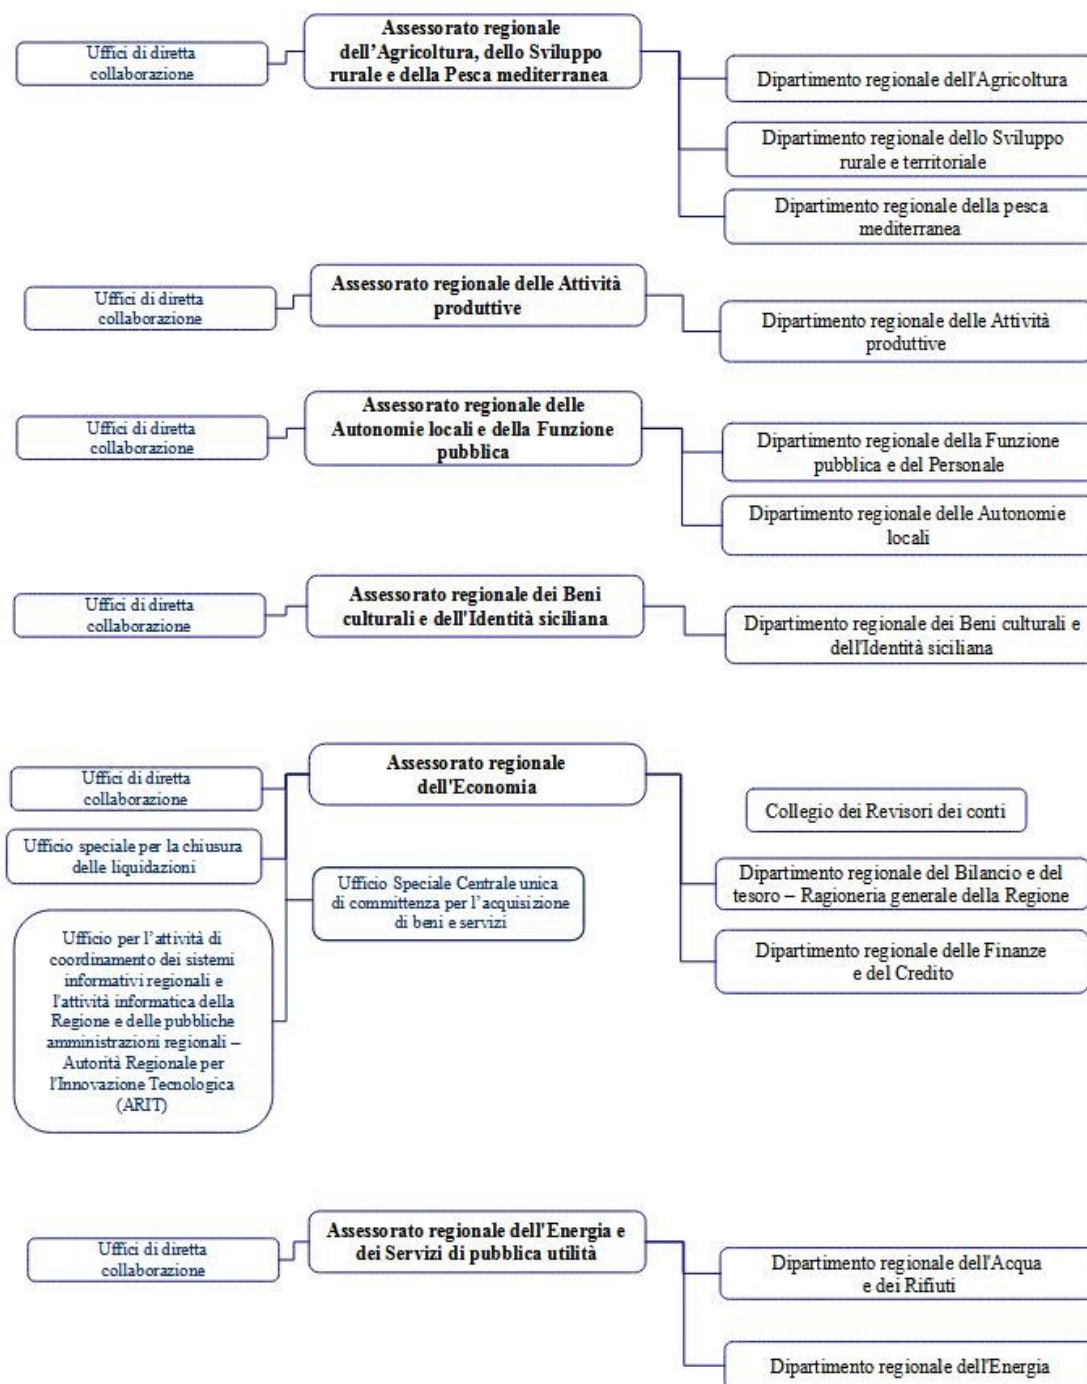 Assessorato regionale
dell'Agricoltura, dello Sviluppo
rurale e della Pesca mediterranea
Uffici di diretta
collaborazione
Dipartimento regionale dell'Agricoltura
Dipartimento regionale dello Sviluppo
rurale e territoriale
Dipartimento regionale della pesca
mediterranea
Assessorato regionale delle Attività
produttive
Uffici di diretta
collaborazione
Dipartimento regionale delle Attività
produttive
Assessorato regionale delle
Autonomie locali e della Funzione
pubblica
Uffici di diretta
collaborazione
Dipartimento regionale della Funzione
pubblica e del Personale
Dipartimento regionale delle Autonomie
locali
Assessorato regionale dei Beni
culturali e dell'Identità siciliana
Uffici di diretta
collaborazione
Dipartimento regionale dei Beni culturali e
dell'Identità siciliana
Assessorato regionale
dell'Economia
Uffici di diretta
collaborazione
Ufficio speciale per la chiusura
delle liquidazioni
Ufficio Speciale Centrale unica
di committenza per l'acquisizione
di beni e servizi
Ufficio per l'attività di
coordinamento dei sistemi
informativi regionali e
l'attività informatica della
Regione e delle pubbliche
amministrazioni regionali –
Autorità Regionale per
l'Innovazione Tecnologica
(ARIT)
Collegio dei Revisori dei conti
Dipartimento regionale del Bilancio e del
tesoro – Ragioneria generale della Regione
Dipartimento regionale delle Finanze
e del Credito
Assessorato regionale dell'Energia e
dei Servizi di pubblica utilità
Uffici di diretta
collaborazione
Dipartimento regionale dell'Acqua
e dei Rifiuti
Dipartimento regionale dell'Energia